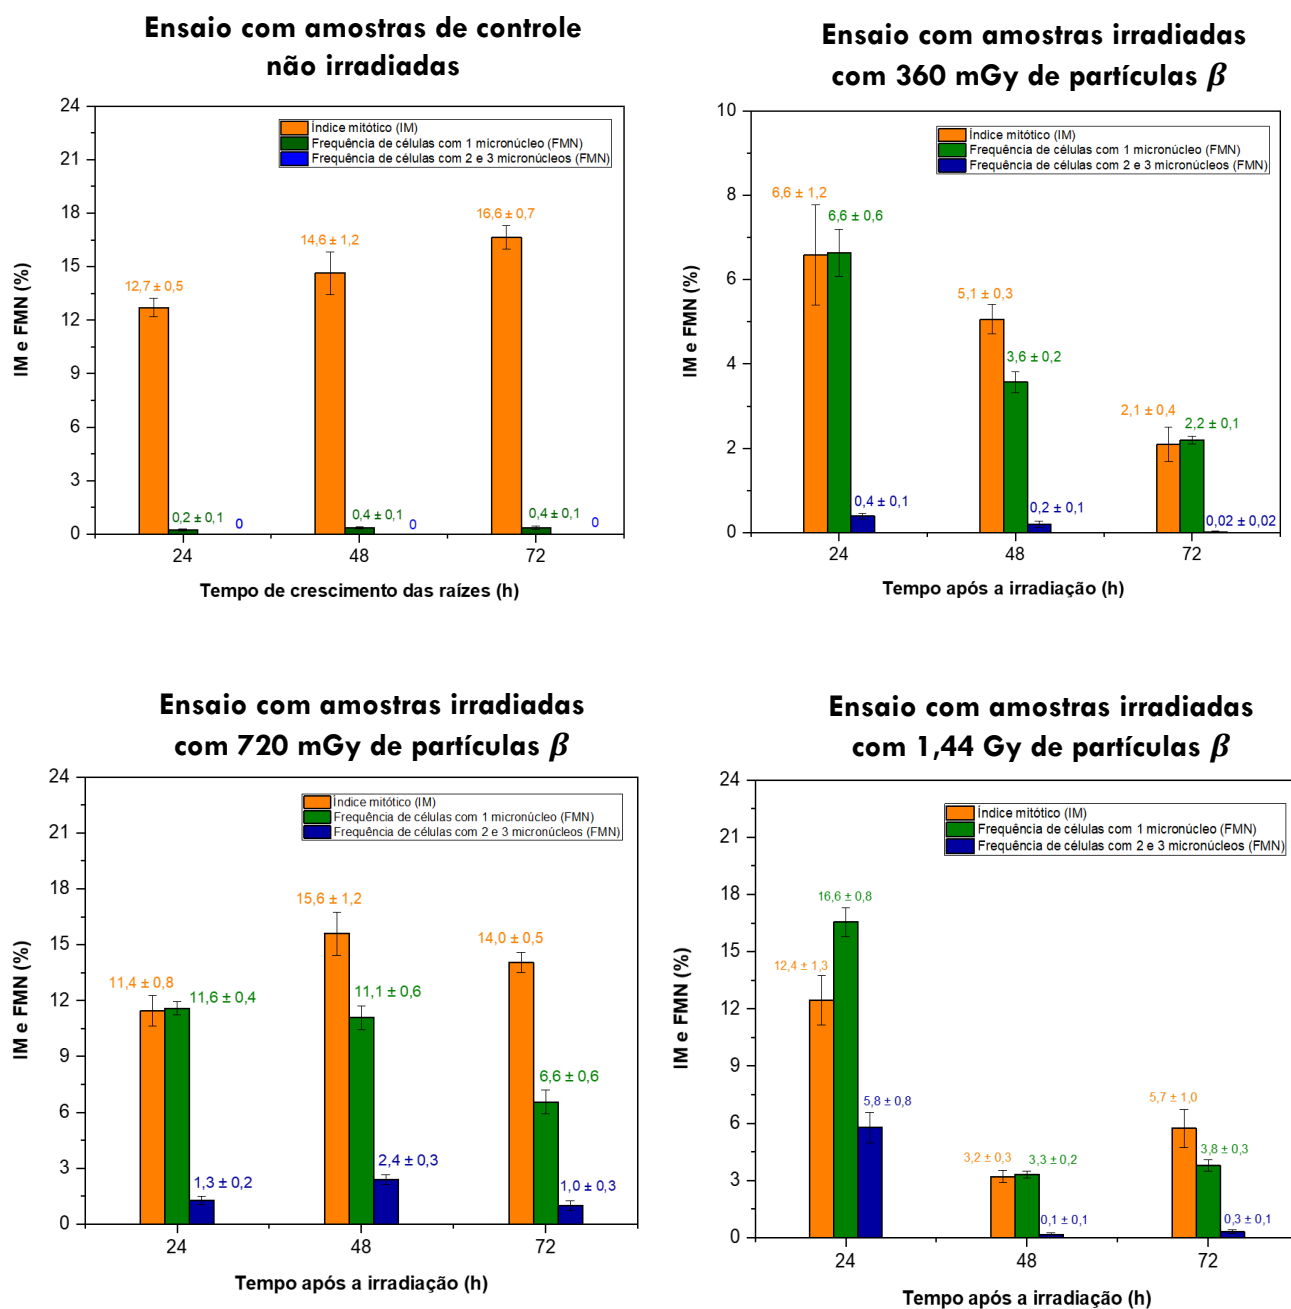 Ensaio com amostras de controle
não irradiadas
24
21
18
15
12
9
6
3
0
IM e FMN (%)
Índice mitótico (IM)
Frequência de células com 1 micronúcleo (FMN)
Frequência de células com 2 e 3 micronúcleos (FMN)
12,7 ± 0,5
0,2 ± 0,1
0
14,6 ± 1,2
0,4 ± 0,1
0
16,6 ± 0,7
0,4 ± 0,1
0
24
48
72
Tempo de crescimento das raízes (h)
Ensaio com amostras irradiadas
com 360 mGy de partículas β
10
8
6
4
2
0
IM e FMN (%)
Índice mitótico (IM)
Frequência de células com 1 micronúcleo (FMN)
Frequência de células com 2 e 3 micronúcleos (FMN)
6,6 ± 1,2
6,6 ± 0,6
0,4 ± 0,1
5,1 ± 0,3
3,6 ± 0,2
0,2 ± 0,1
2,1 ± 0,4
2,2 ± 0,1
0,02 ± 0,02
24
48
72
Tempo após a irradiação (h)
Ensaio com amostras irradiadas
com 720 mGy de partículas β
24
21
18
15
12
9
6
3
0
IM e FMN (%)
Índice mitótico (IM)
Frequência de células com 1 micronúcleo (FMN)
Frequência de células com 2 e 3 micronúcleos (FMN)
11,4 ± 0,8
11,6 ± 0,4
1,3 ± 0,2
15,6 ± 1,2
11,1 ± 0,6
2,4 ± 0,3
14,0 ± 0,5
6,6 ± 0,6
1,0 ± 0,3
24
48
72
Tempo após a irradiação (h)
Ensaio com amostras irradiadas
com 1,44 Gy de partículas β
24
21
18
15
12
9
6
3
0
IM e FMN (%)
Índice mitótico (IM)
Frequência de células com 1 micronúcleo (FMN)
Frequência de células com 2 e 3 micronúcleos (FMN)
12,4 ± 1,3
16,6 ± 0,8
5,8 ± 0,8
3,2 ± 0,3
3,3 ± 0,2
0,1 ± 0,1
5,7 ± 1,0
3,8 ± 0,3
0,3 ± 0,1
24
48
72
Tempo após a irradiação (h)